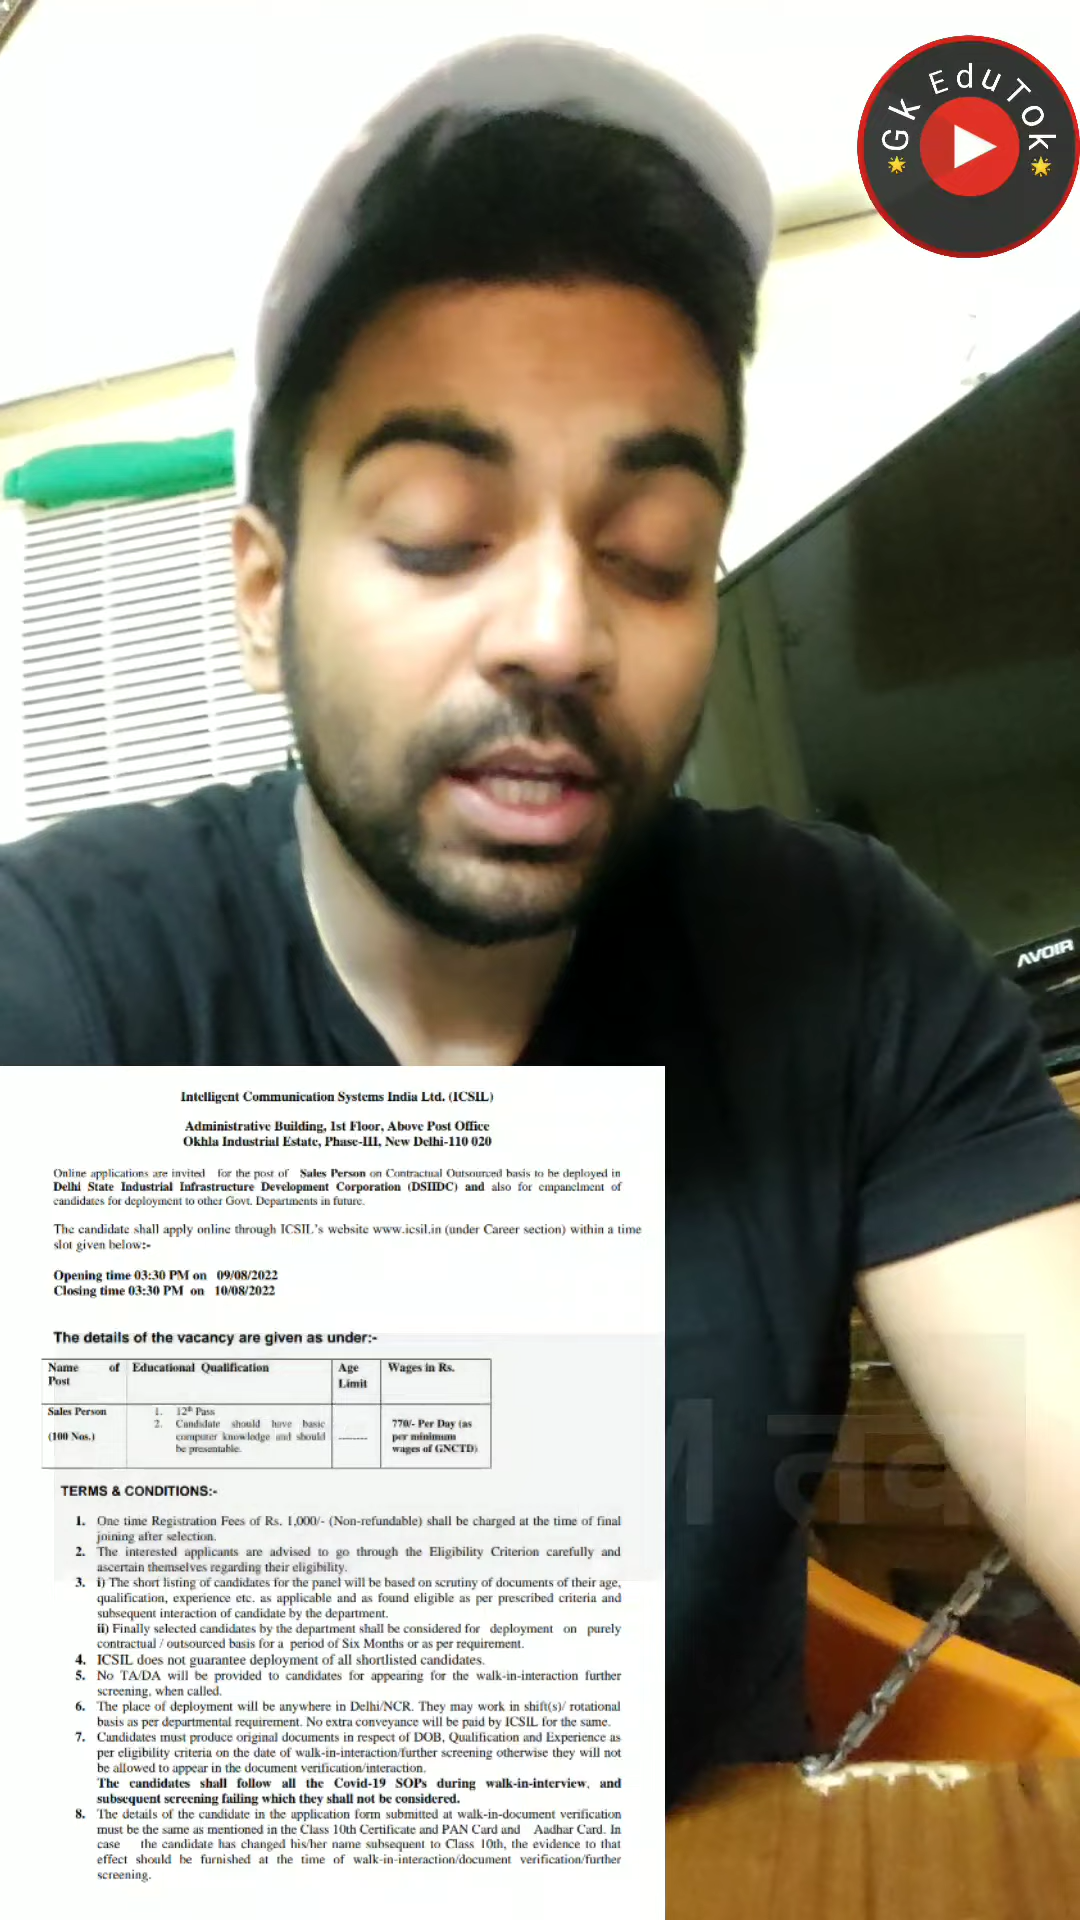 Gk EduTok
AVOIR
Intelligent Communication Systems India Ltd. (ICSIL)
Administrative Building, 1st Floor, Above Post Office
Okhla Industrial Estate, Phase-III, New Delhi-110 020
Online applications are invited for the post of Sales Person on Contractual Outsourced basis to be deployed in
Delhi State Industrial Infrastructure Development Corporation (DSIIDC) and also for empanelment of
candidates for deployment to other Govt. Departments in future.
The candidate shall apply online through ICSIL's website www.icsil.in (under Career section) within a time
slot given below:-
Opening time 03:30 PM on 09/08/2022
Closing time 03:30 PM on 10/08/2022
The details of the vacancy are given as under:-
Name of Post
Educational Qualification
Age Limit
Wages in Rs.
Sales Person
(100 Nos.)
1. 12th Pass
2. Candidate should have basic
computer knowledge and should
be presentable.
---------
770/- Per Day (as
per minimum
wages of GNCTD)
TERMS & CONDITIONS:-
1. One time Registration Fees of Rs. 1,000/- (Non-refundable) shall be charged at the time of final
joining after selection.
2. The interested applicants are advised to go through the Eligibility Criterion carefully and
ascertain themselves regarding their eligibility.
3. i) The short listing of candidates for the panel will be based on scrutiny of documents of their age,
qualification, experience etc. as applicable and as found eligible as per prescribed criteria and
subsequent interaction of candidate by the department.
ii) Finally selected candidates by the department shall be considered for deployment on purely
contractual / outsourced basis for a period of Six Months or as per requirement.
4. ICSIL does not guarantee deployment of all shortlisted candidates.
5. No TA/DA will be provided to candidates for appearing for the walk-in-interaction further
screening, when called.
6. The place of deployment will be anywhere in Delhi/NCR. They may work in shift(s)/ rotational
basis as per departmental requirement. No extra conveyance will be paid by ICSIL for the same.
7. Candidates must produce original documents in respect of DOB, Qualification and Experience as
per eligibility criteria on the date of walk-in-interaction/further screening otherwise they will not
be allowed to appear in the document verification/interaction.
The candidates shall follow all the Covid-19 SOPs during walk-in-interview, and
subsequent screening failing which they shall not be considered.
8. The details of the candidate in the application form submitted at walk-in-document verification
must be the same as mentioned in the Class 10th Certificate and PAN Card and Aadhar Card. In
case the candidate has changed his/her name subsequent to Class 10th, the evidence to that
effect should be furnished at the time of walk-in-interaction/document verification/further
screening.